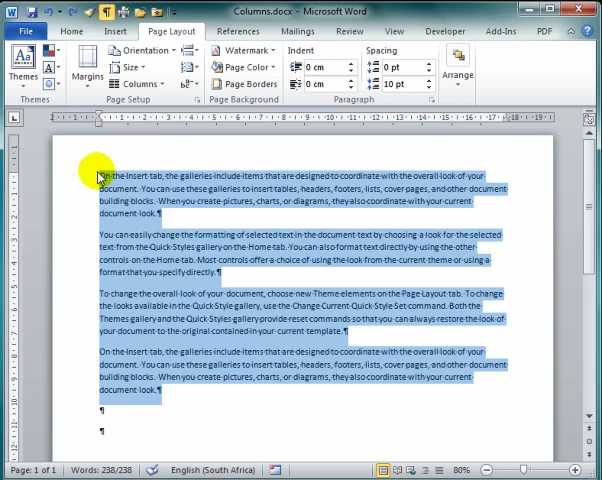 Columns.docx - Microsoft Word
File Home Insert Page Layout References Mailings Review View Developer Add-Ins PDF
Themes Margins Orientation Size Columns Watermark Page Color Page Borders Indent 0 cm 0 cm Spacing 0 pt 10 pt Arrange
Themes Page Setup Page Background Paragraph
On the Insert tab, the galleries include items that are designed to coordinate with the overall look of your
document. You can use these galleries to insert tables, headers, footers, lists, cover pages, and other document
building blocks. When you create pictures, charts, or diagrams, they also coordinate with your current
document look.¶
You can easily change the formatting of selected text in the document text by choosing a look for the selected
text from the Quick Styles gallery on the Home tab. You can also format text directly by using the other
controls on the Home tab. Most controls offer a choice of using the look from the current theme or using a
format that you specify directly.¶
To change the overall look of your document, choose new Theme elements on the Page Layout tab. To change
the looks available in the Quick Style gallery, use the Change Current Quick Style Set command. Both the
Themes gallery and the Quick Styles gallery provide reset commands so that you can always restore the look of
your document to the original contained in your current template.¶
On the Insert tab, the galleries include items that are designed to coordinate with the overall look of your
document. You can use these galleries to insert tables, headers, footers, lists, cover pages, and other document
building blocks. When you create pictures, charts, or diagrams, they also coordinate with your current
document look.¶
¶
¶
Page: 1 of 1 Words: 238/238 English (South Africa) 80%